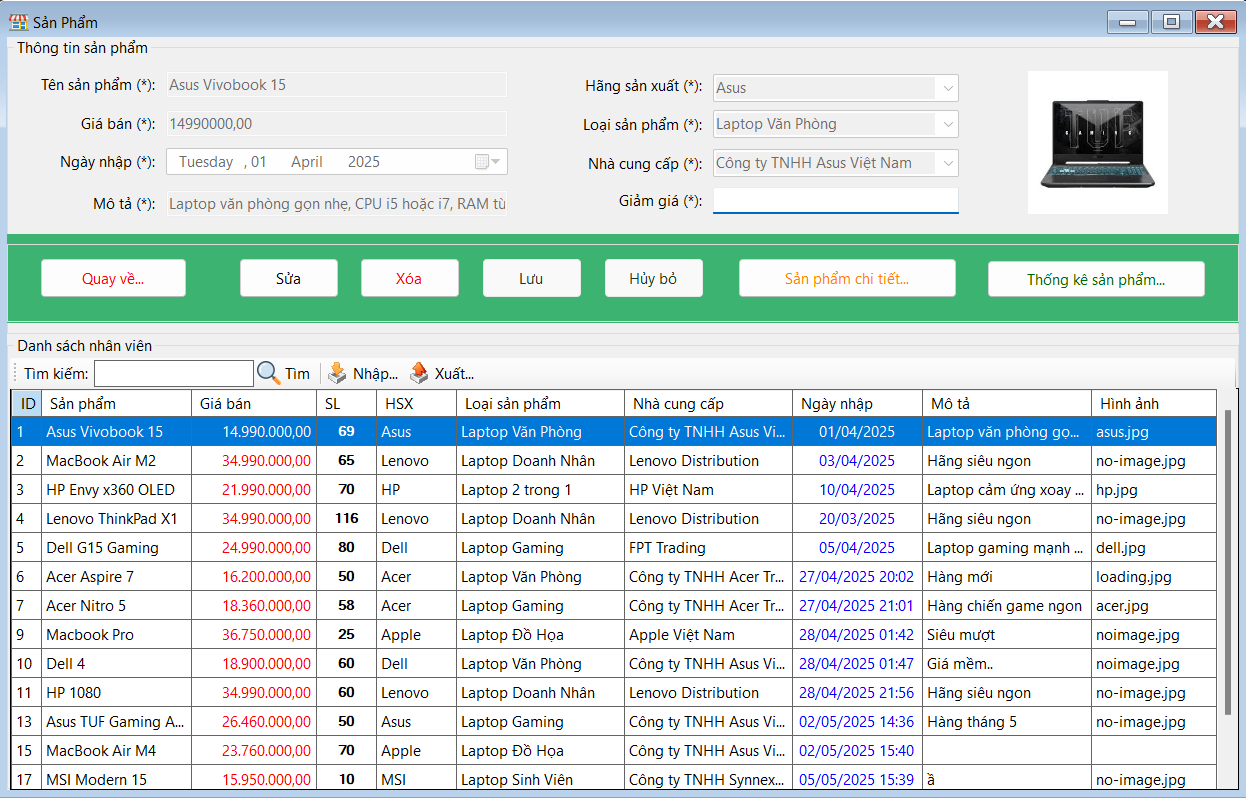 Sản Phẩm
Thông tin sản phẩm
Tên sản phẩm (*): Asus Vivobook 15 Hãng sản xuất (*): Asus
Giá bán (*): 14990000,00 Loại sản phẩm (*): Laptop Văn Phòng
Ngày nhập (*): Tuesday , 01 April 2025 Nhà cung cấp (*): Công ty TNHH Asus Việt Nam
Mô tả (*): Laptop văn phòng gọn nhẹ, CPU i5 hoặc i7, RAM từ Giảm giá (*):
TUF
GAMING
Quay về... Sửa Xóa Lưu Hủy bỏ Sản phẩm chi tiết... Thống kê sản phẩm...
Danh sách nhân viên
Tìm kiếm: Tìm Nhập... Xuất...
ID Sản phẩm Giá bán SL HSX Loại sản phẩm Nhà cung cấp Ngày nhập Mô tả Hình ảnh
1 Asus Vivobook 15 14.990.000,00 69 Asus Laptop Văn Phòng Công ty TNHH Asus Vi... 01/04/2025 Laptop văn phòng gọ... asus.jpg
2 MacBook Air M2 34.990.000,00 65 Lenovo Laptop Doanh Nhân Lenovo Distribution 03/04/2025 Hãng siêu ngon no-image.jpg
3 HP Envy x360 OLED 21.990.000,00 70 HP Laptop 2 trong 1 HP Việt Nam 10/04/2025 Laptop cảm ứng xoay ... hp.jpg
4 Lenovo ThinkPad X1 34.990.000,00 116 Lenovo Laptop Doanh Nhân Lenovo Distribution 20/03/2025 Hãng siêu ngon no-image.jpg
5 Dell G15 Gaming 24.990.000,00 80 Dell Laptop Gaming FPT Trading 05/04/2025 Laptop gaming mạnh ... dell.jpg
6 Acer Aspire 7 16.200.000,00 50 Acer Laptop Văn Phòng Công ty TNHH Acer Tr... 27/04/2025 20:02 Hàng mới loading.jpg
7 Acer Nitro 5 18.360.000,00 58 Acer Laptop Gaming Công ty TNHH Acer Tr... 27/04/2025 21:01 Hàng chiến game ngon acer.jpg
9 Macbook Pro 36.750.000,00 25 Apple Laptop Đồ Họa Apple Việt Nam 28/04/2025 01:42 Siêu mượt noimage.jpg
10 Dell 4 18.900.000,00 60 Dell Laptop Văn Phòng Công ty TNHH Asus Vi... 28/04/2025 01:47 Giá mềm.. noimage.jpg
11 HP 1080 34.990.000,00 60 Lenovo Laptop Doanh Nhân Lenovo Distribution 28/04/2025 21:56 Hãng siêu ngon no-image.jpg
13 Asus TUF Gaming A... 26.460.000,00 50 Asus Laptop Gaming Công ty TNHH Asus Vi... 02/05/2025 14:36 Hàng tháng 5 no-image.jpg
15 MacBook Air M4 23.760.000,00 70 Apple Laptop Đồ Họa Công ty TNHH Asus Vi... 02/05/2025 15:40
17 MSI Modern 15 15.950.000,00 10 MSI Laptop Sinh Viên Công ty TNHH Synnex... 05/05/2025 15:39 ầ no-image.jpg